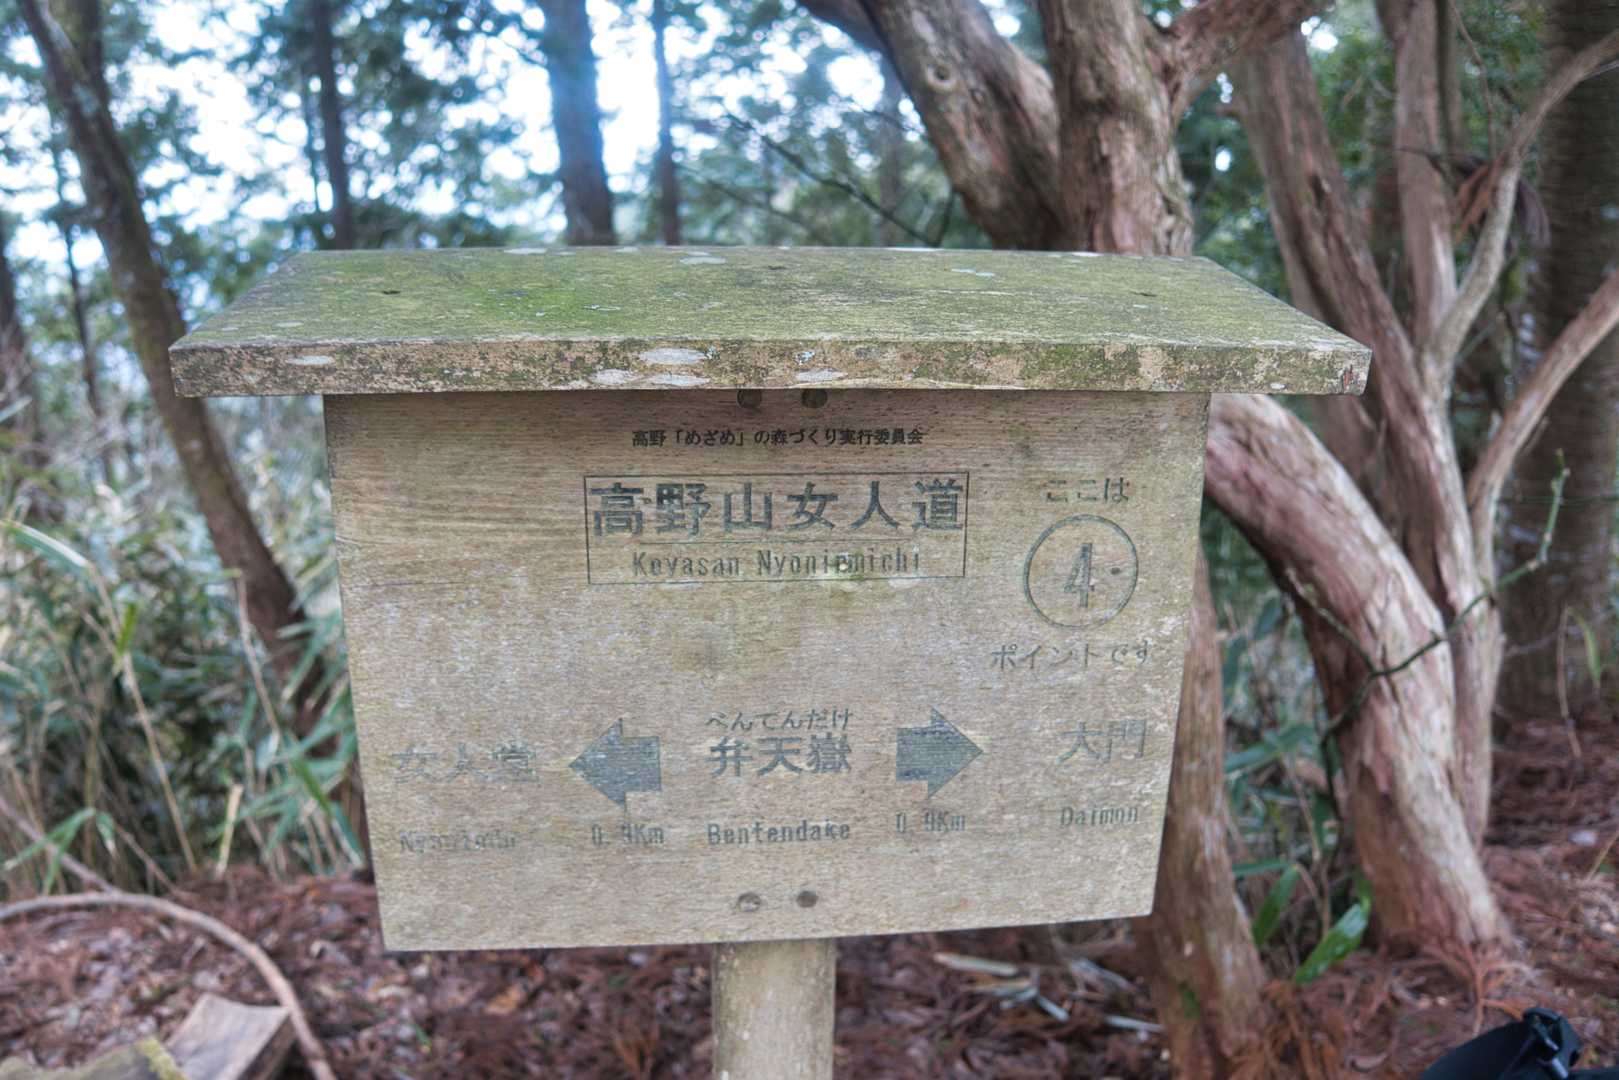 高野「めざめ」の森づくり実行委員会
高野山女人道
Koyasan Nyoninmichi
ここは
4
ポイントです
女人堂
べんてんだけ
弁天嶽
大門
0.9Km
Bentendake
0.9Km
Daimon